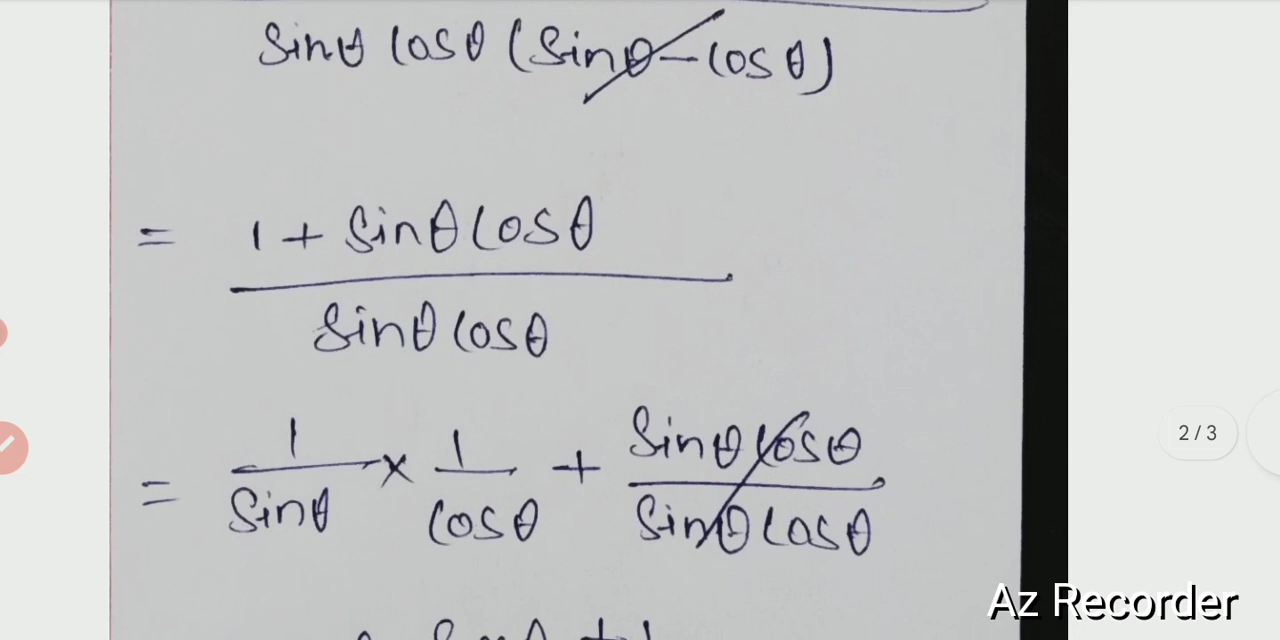 sinθ cosθ (sinθ - cosθ)
= 1 + sinθ cosθ
sinθ cosθ
= 1/sinθ × 1/cosθ + sinθ cosθ/sinθ cosθ
2/3
Az Recorder